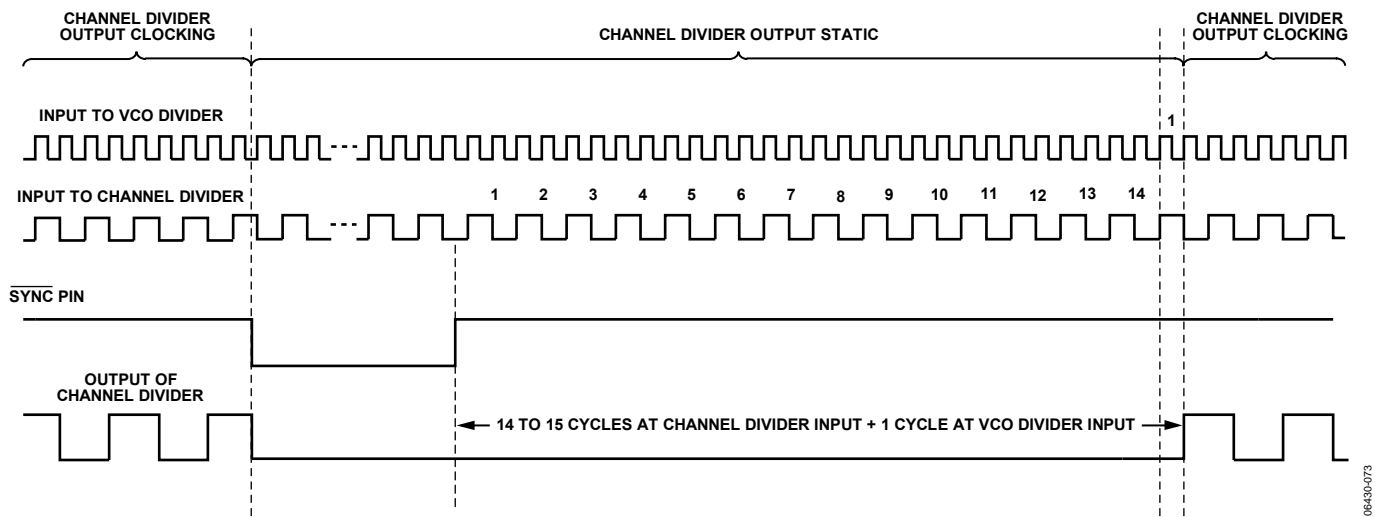 CHANNEL DIVIDER
OUTPUT CLOCKING
CHANNEL DIVIDER OUTPUT STATIC
CHANNEL DIVIDER
OUTPUT CLOCKING
INPUT TO VCO DIVIDER
1
INPUT TO CHANNEL DIVIDER
1 2 3 4 5 6 7 8 9 10 11 12 13 14
SYNC PIN
OUTPUT OF
CHANNEL DIVIDER
14 TO 15 CYCLES AT CHANNEL DIVIDER INPUT + 1 CYCLE AT VCO DIVIDER INPUT
06430-073